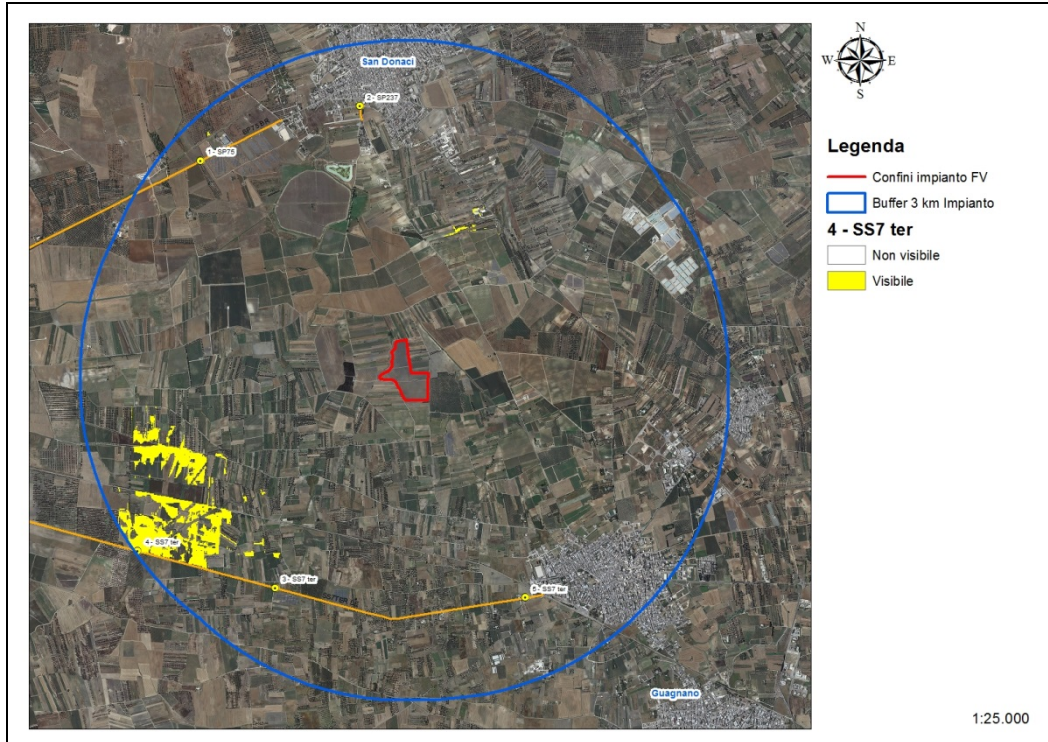 San Donaci
2 - SP237
1 - SP75
4 - SS7 ter
3 - SS7 ter
5 - SS7 ter
Guagnano
N
W
E
S
Legenda
Confini impianto FV
Buffer 3 km Impianto
4 - SS7 ter
Non visibile
Visibile
1:25.000